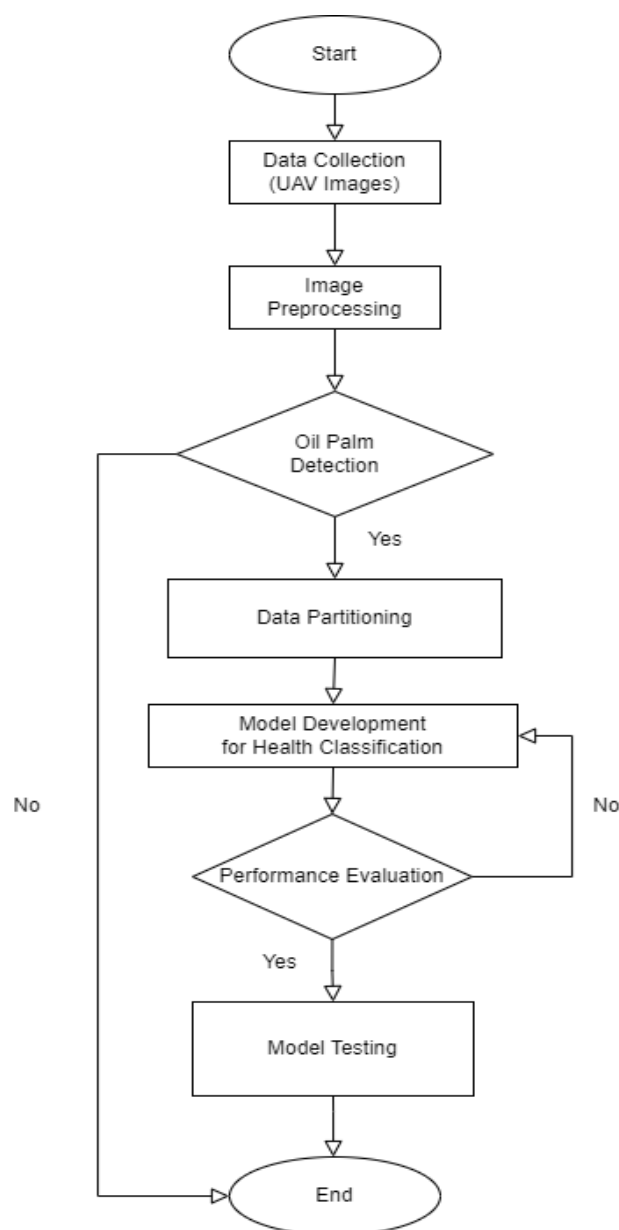 Start
Data Collection
(UAV Images)
Image
Preprocessing
Oil Palm
Detection
Yes
Data Partitioning
Model Development
for Health Classification
No
No
Performance Evaluation
Yes
Model Testing
End